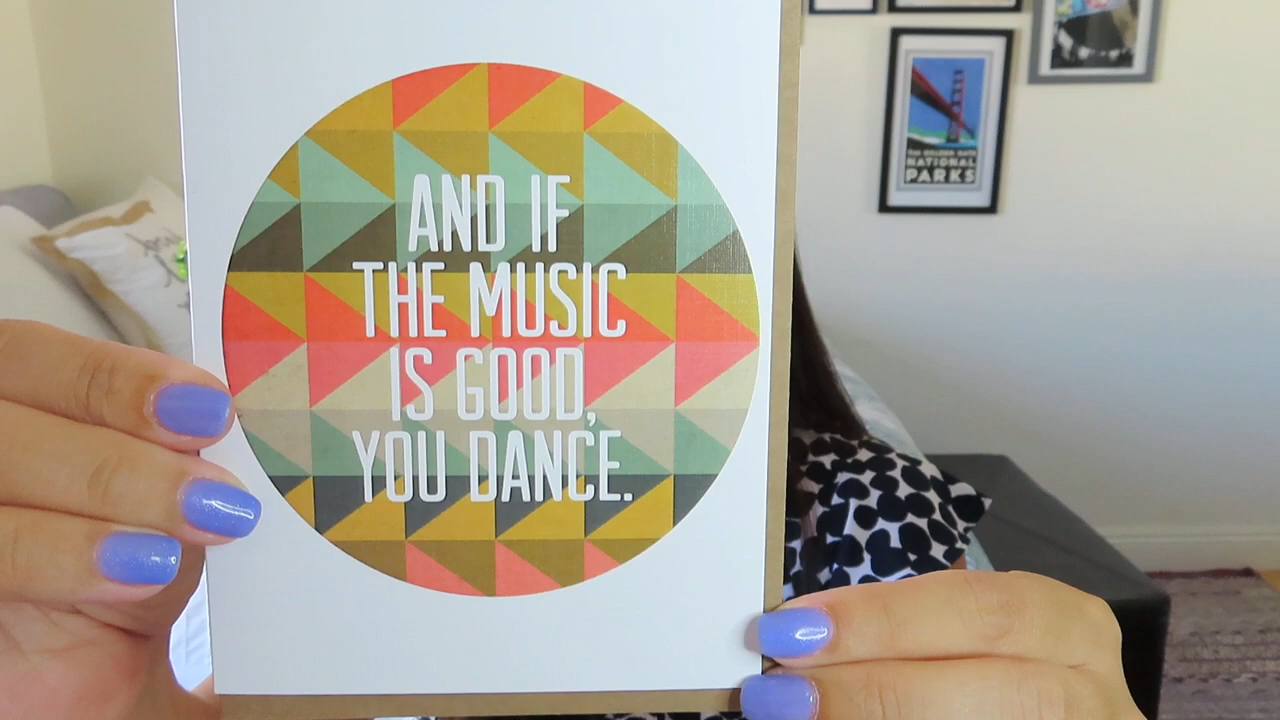 AND IF
THE MUSIC
IS GOOD,
YOU DANCE.
THE GOLDEN GATE
NATIONAL
PARKS